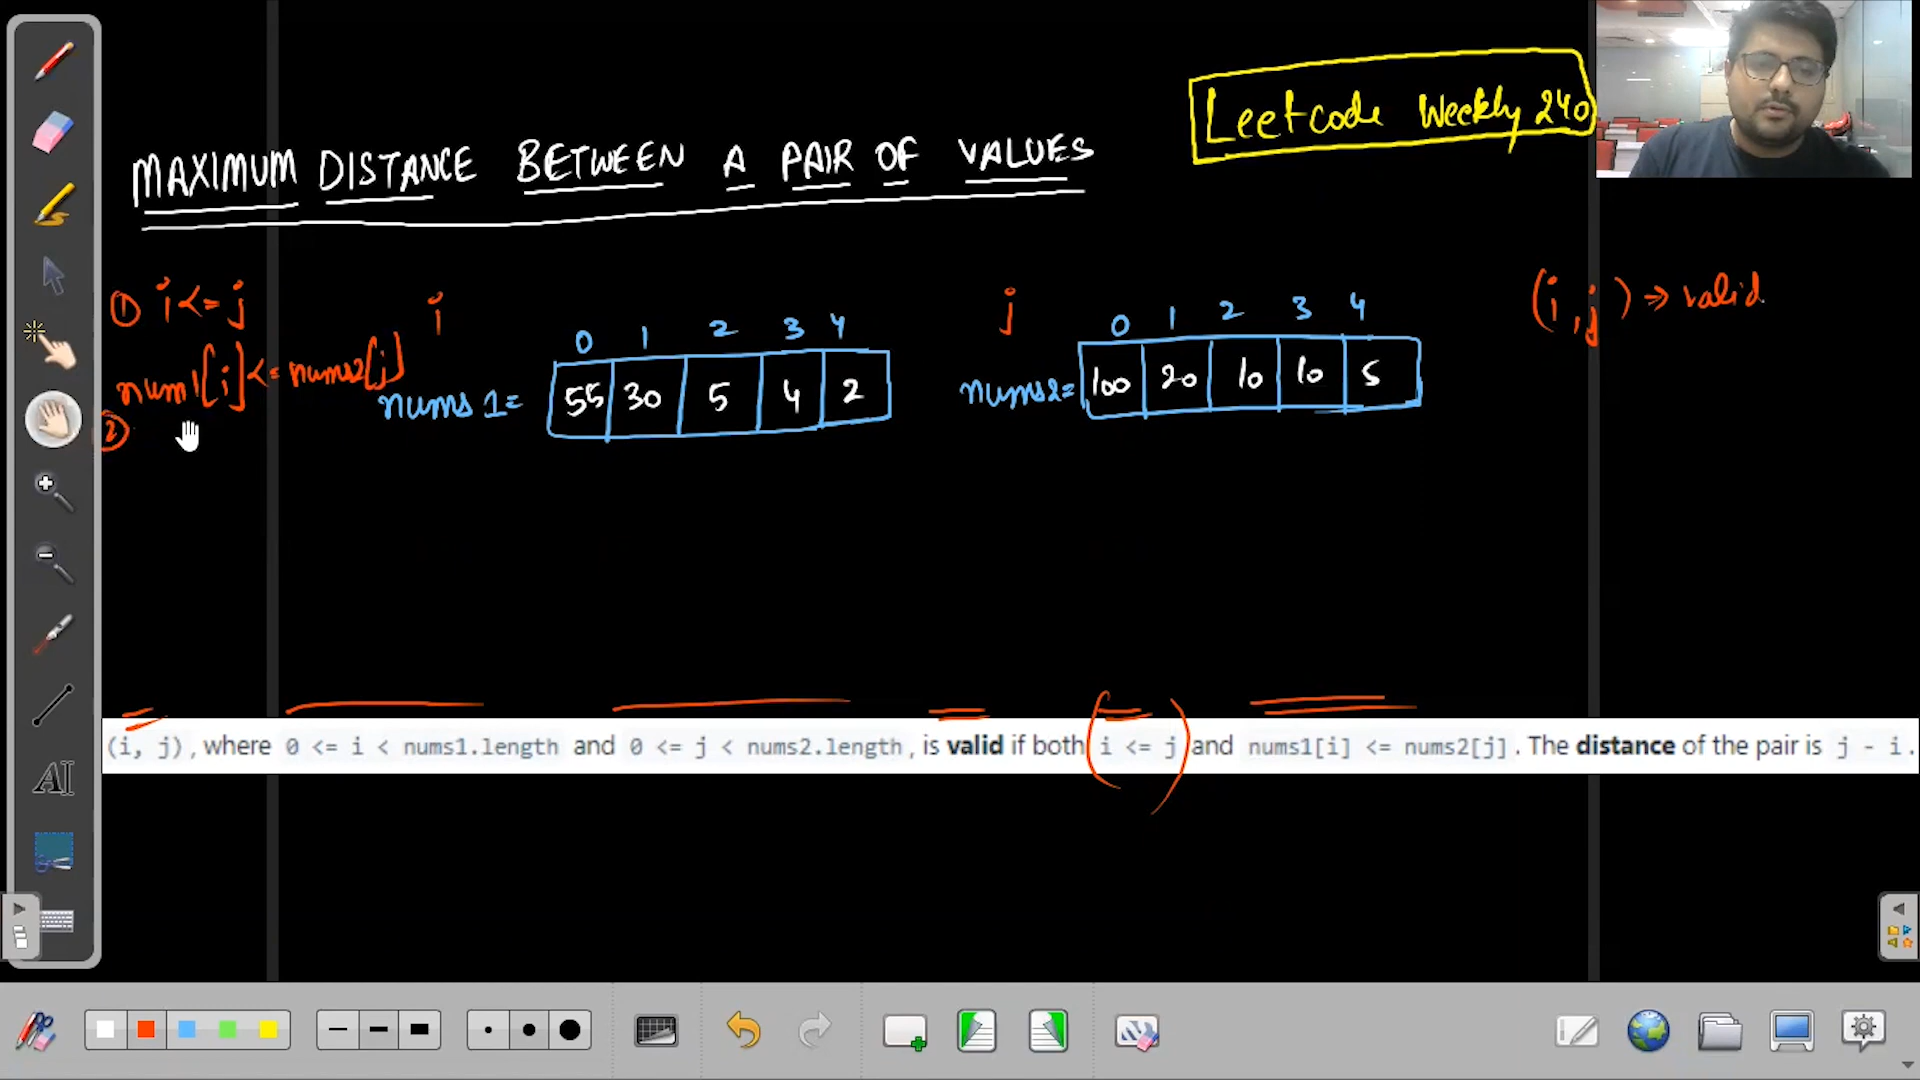 Leetcode Weekly 240
MAXIMUM DISTANCE BETWEEN A PAIR OF VALUES
① i <= j
i
j
(i, j) => valid
0 1 2 3 4
0 1 2 3 4
num1[i] <= nums2[j]
nums1= 55 30 5 4 2
nums2= 100 20 10 10 5
②
(i, j), where 0 <= i < nums1.length and 0 <= j < nums2.length, is valid if both i <= j and nums1[i] <= nums2[j]. The distance of the pair is j - i.
AI